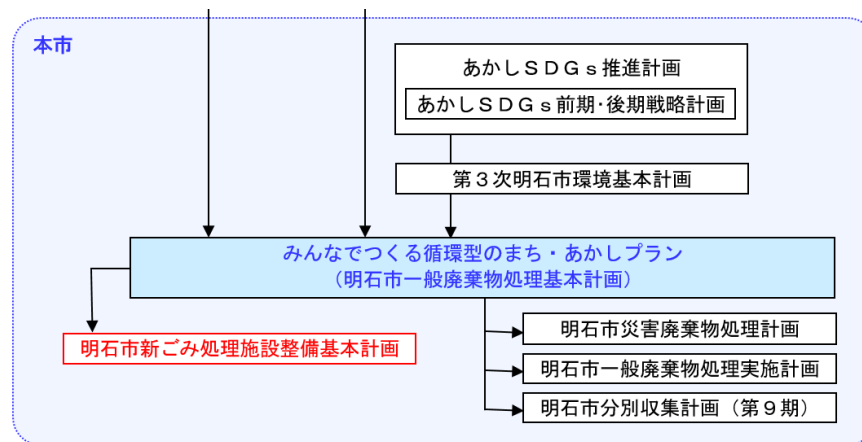 本市
あかしＳＤＧｓ推進計画
あかしＳＤＧｓ前期･後期戦略計画
第３次明石市環境基本計画
みんなでつくる循環型のまち・あかしプラン
（明石市一般廃棄物処理基本計画）
明石市災害廃棄物処理計画
明石市新ごみ処理施設整備基本計画
明石市一般廃棄物処理実施計画
明石市分別収集計画（第９期）